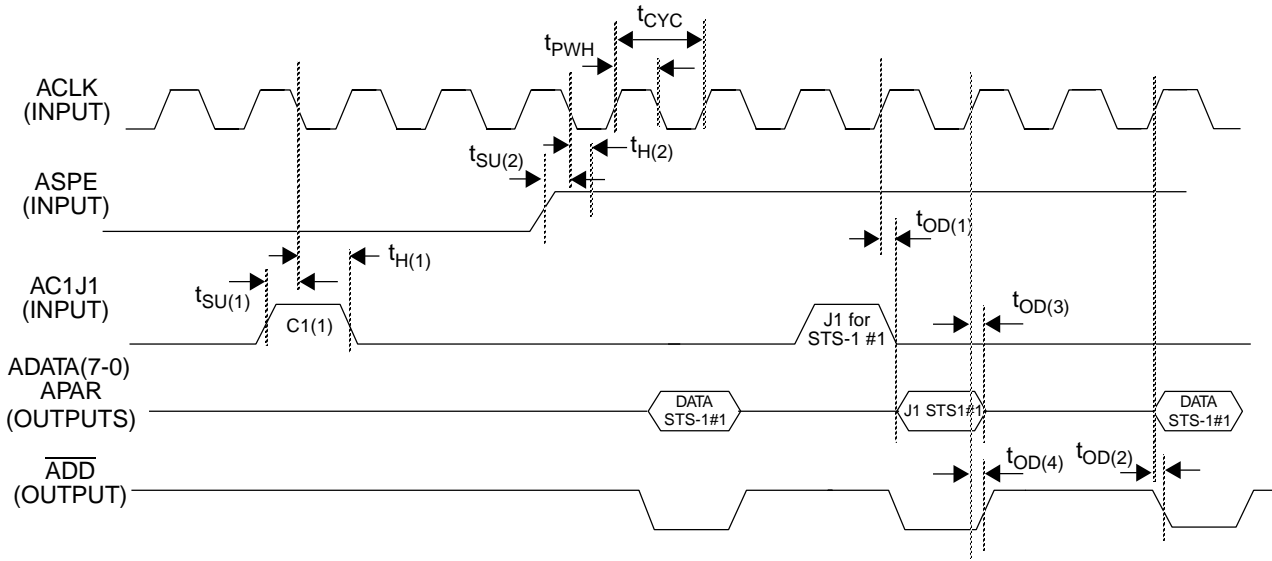 tCYC
tPWH
ACLK
(INPUT)
tSU(2)
tH(2)
ASPE
(INPUT)
tOD(1)
tH(1)
AC1J1
(INPUT)
tSU(1)
C1(1)
J1 for
STS-1 #1
tOD(3)
ADATA(7-0)
APAR
(OUTPUTS)
DATA
STS-1#1
J1 STS1#1
DATA
STS-1#1
ADD
(OUTPUT)
tOD(4)
tOD(2)